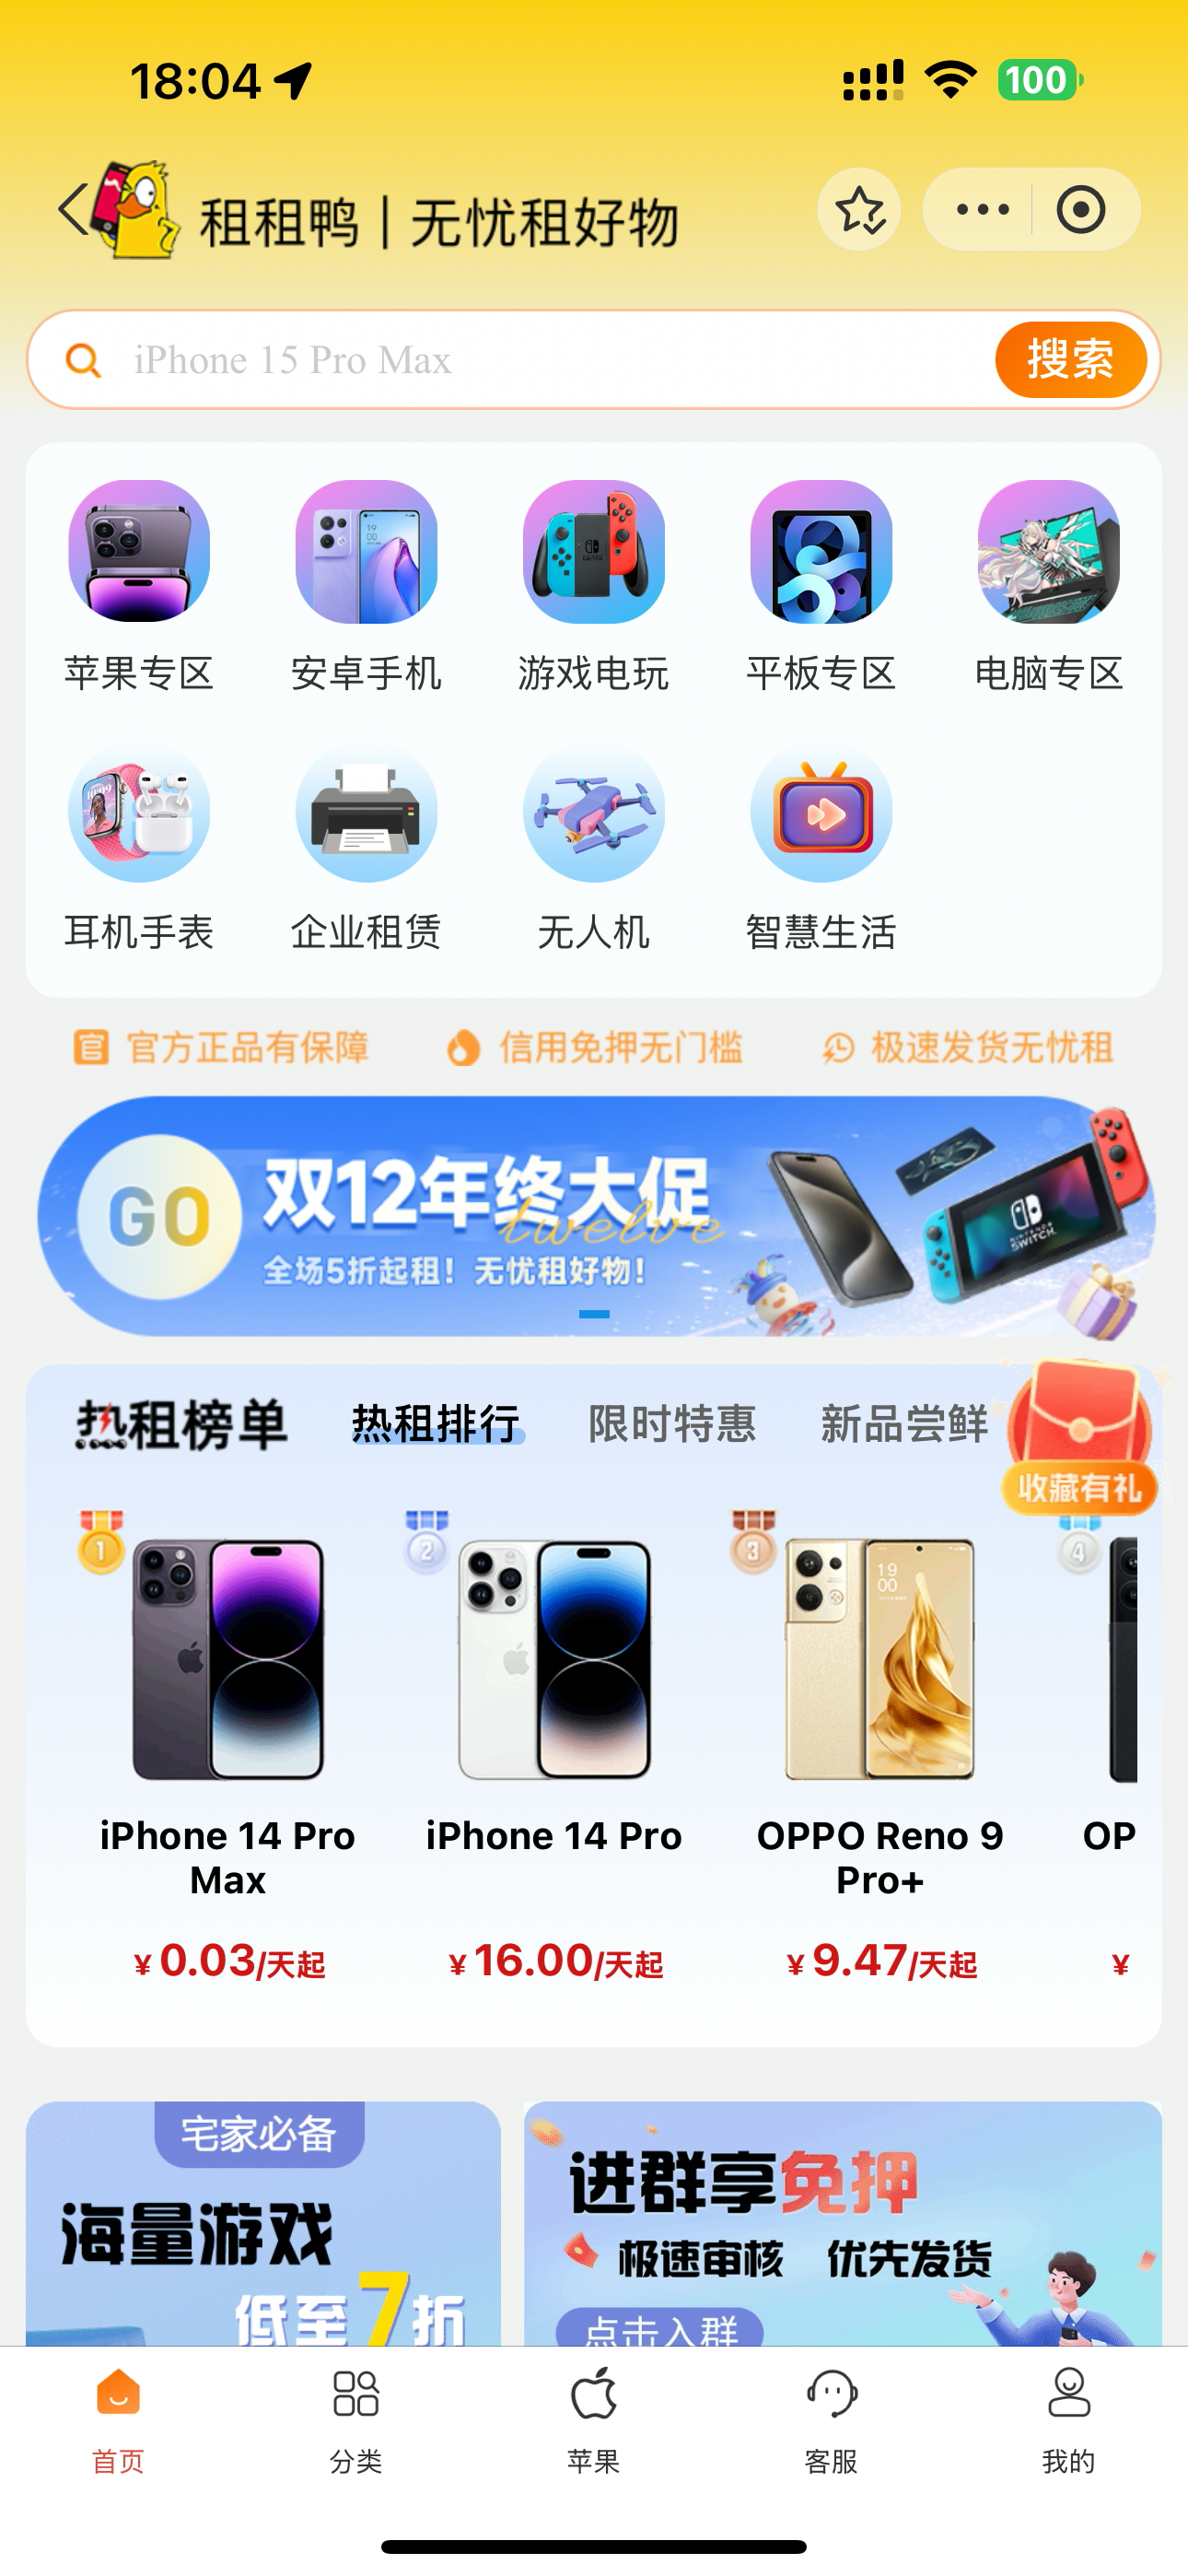 18:04
100
租租鸭 | 无忧租好物
iPhone 15 Pro Max
搜索
苹果专区
安卓手机
游戏电玩
平板专区
电脑专区
耳机手表
企业租赁
无人机
智慧生活
官方正品有保障
信用免押无门槛
极速发货无忧租
GO
双12年终大促
twelve
全场5折起租！无忧租好物！
NINTENDO
SWITCH
热租榜单
热租排行
限时特惠
新品尝鲜
收藏有礼
1
2
3
4
19
00
iPhone 14 Pro
Max
iPhone 14 Pro
OPPO Reno 9
Pro+
OP
¥ 0.03/天起
¥ 16.00/天起
¥ 9.47/天起
¥
宅家必备
海量游戏
低至7折
进群享免押
极速审核 优先发货
点击入群
首页
分类
苹果
客服
我的